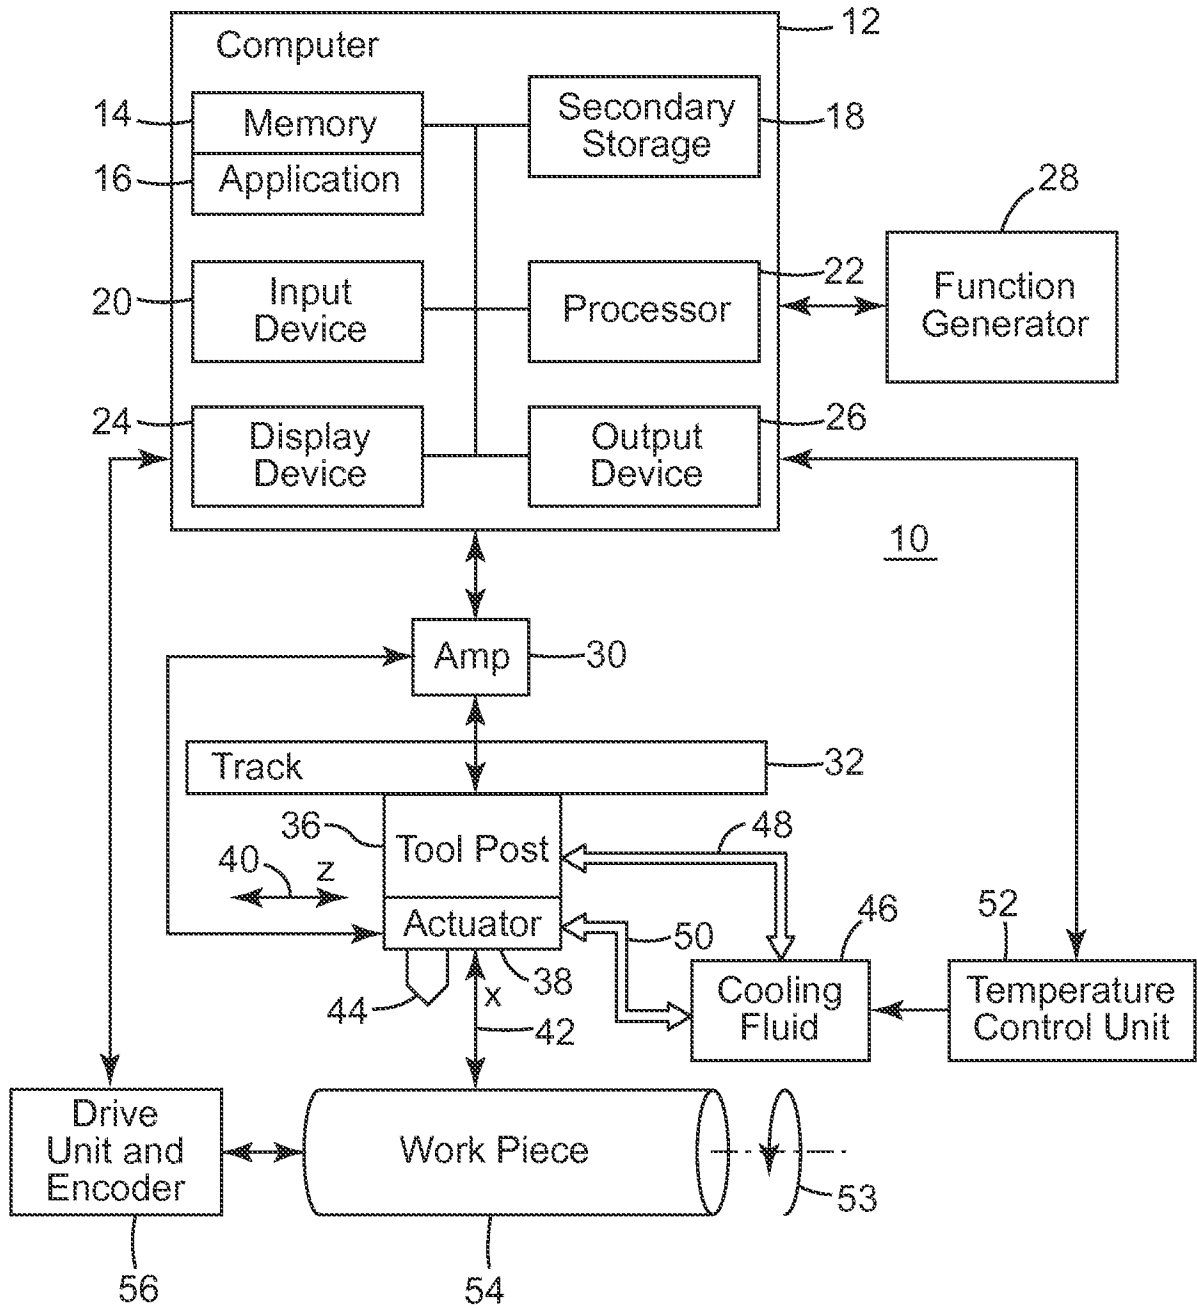 12
Computer
14
Memory
Secondary
Storage
18
16
Application
28
20
Input
Device
22
Processor
Function
Generator
24
Display
Device
26
Output
Device
10
Amp
30
Track
32
36
Tool Post
48
40
z
Actuator
50
46
52
44
x
38
42
Cooling
Fluid
Temperature
Control Unit
Drive
Unit and
Encoder
Work Piece
53
56
54